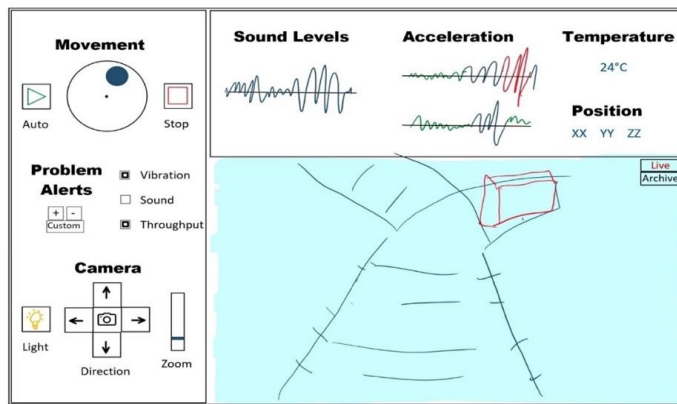 Movement
Auto
Stop
Problem
Alerts
+ -
Custom
Vibration
Sound
Throughput
Camera
Light
Direction
Zoom
Sound Levels
Acceleration
Temperature
24°C
Position
XX YY ZZ
Live
Archive